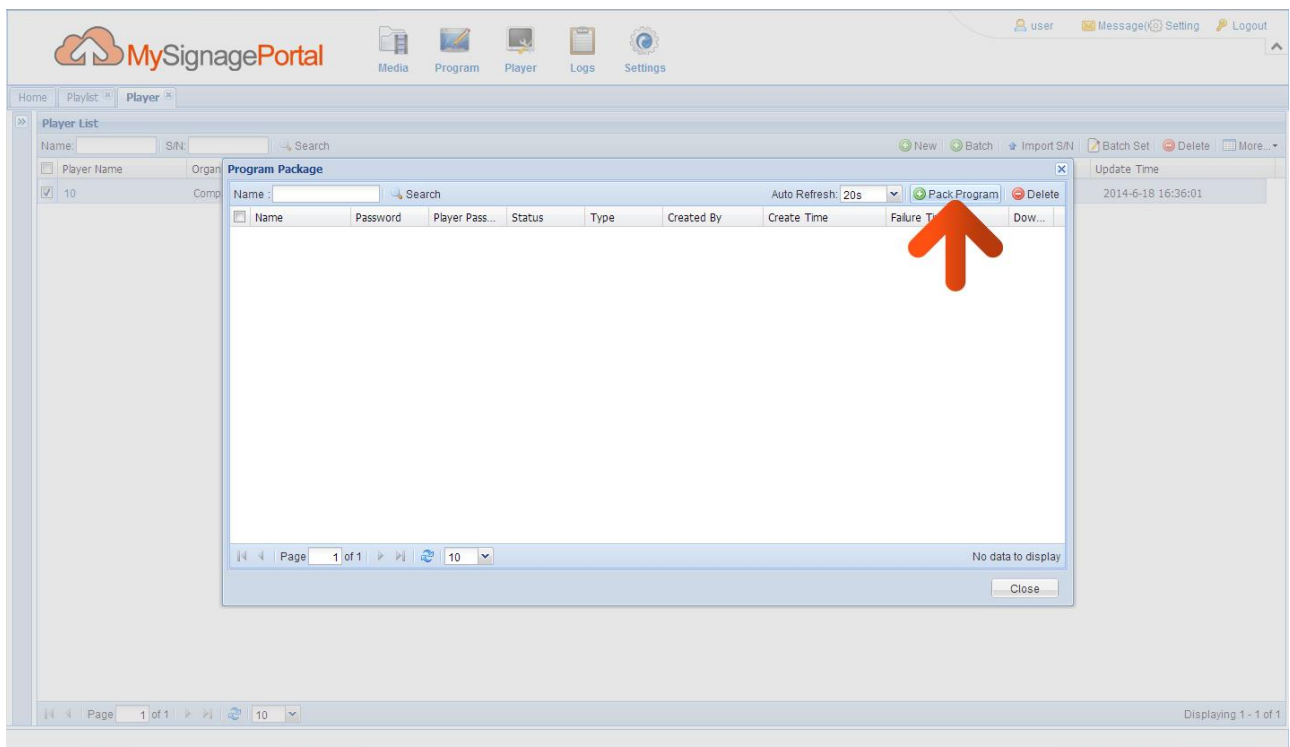 user Message( Setting Logout
MySignagePortal
Media Program Player Logs Settings
Home Playlist Player
Player List
Name: S/N: Search New Batch Import S/N Batch Set Delete More...
Player Name Organ Update Time
10 Comp 2014-6-18 16:36:01
Program Package
Name : Search Auto Refresh: 20s Pack Program Delete
Name Password Player Pass... Status Type Created By Create Time Failure Dow...
Page 1 of 1 10 No data to display
Close
Page 1 of 1 10 Displaying 1 - 1 of 1